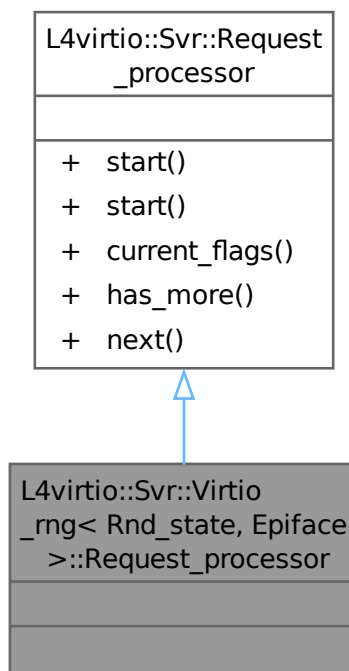 L4virtio::Svr::Request
_processor
+ start()
+ start()
+ current_flags()
+ has_more()
+ next()
L4virtio::Svr::Virtio
_rng< Rnd_state, Epiface
>::Request_processor